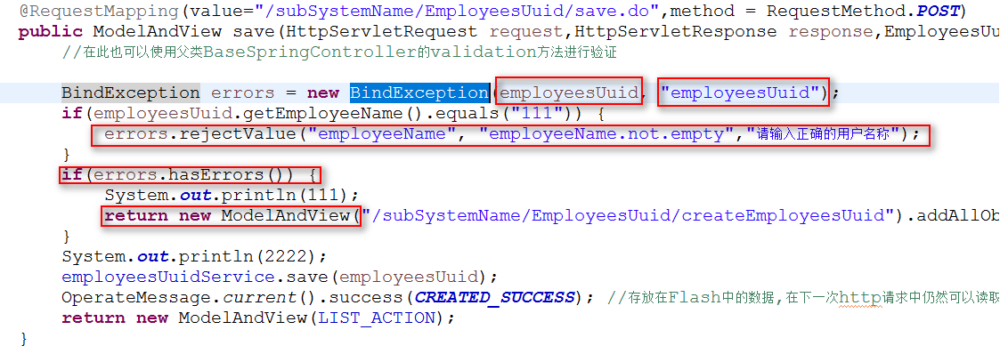 @RequestMapping(value="/subSystemName/EmployeesUuid/save.do",method = RequestMethod.POST)
public ModelAndView save(HttpServletRequest request,HttpServletResponse response,EmployeesUu
//在此也可以使用父类BaseSpringController的validation方法进行验证
BindException errors = new BindException(employeesUuid, "employeesUuid");
if(employeesUuid.getEmployeeName().equals("111")) {
errors.rejectValue("employeeName", "employeeName.not.empty","请输入正确的用户名称");
}
if(errors.hasErrors()) {
System.out.println(111);
return new ModelAndView("/subSystemName/EmployeesUuid/createEmployeesUuid").addAllOb
}
System.out.println(2222);
employeesUuidService.save(employeesUuid);
OperateMessage.current().success(CREATED_SUCCESS); //存放在Flash中的数据,在下一次http请求中仍然可以读取
return new ModelAndView(LIST_ACTION);
}